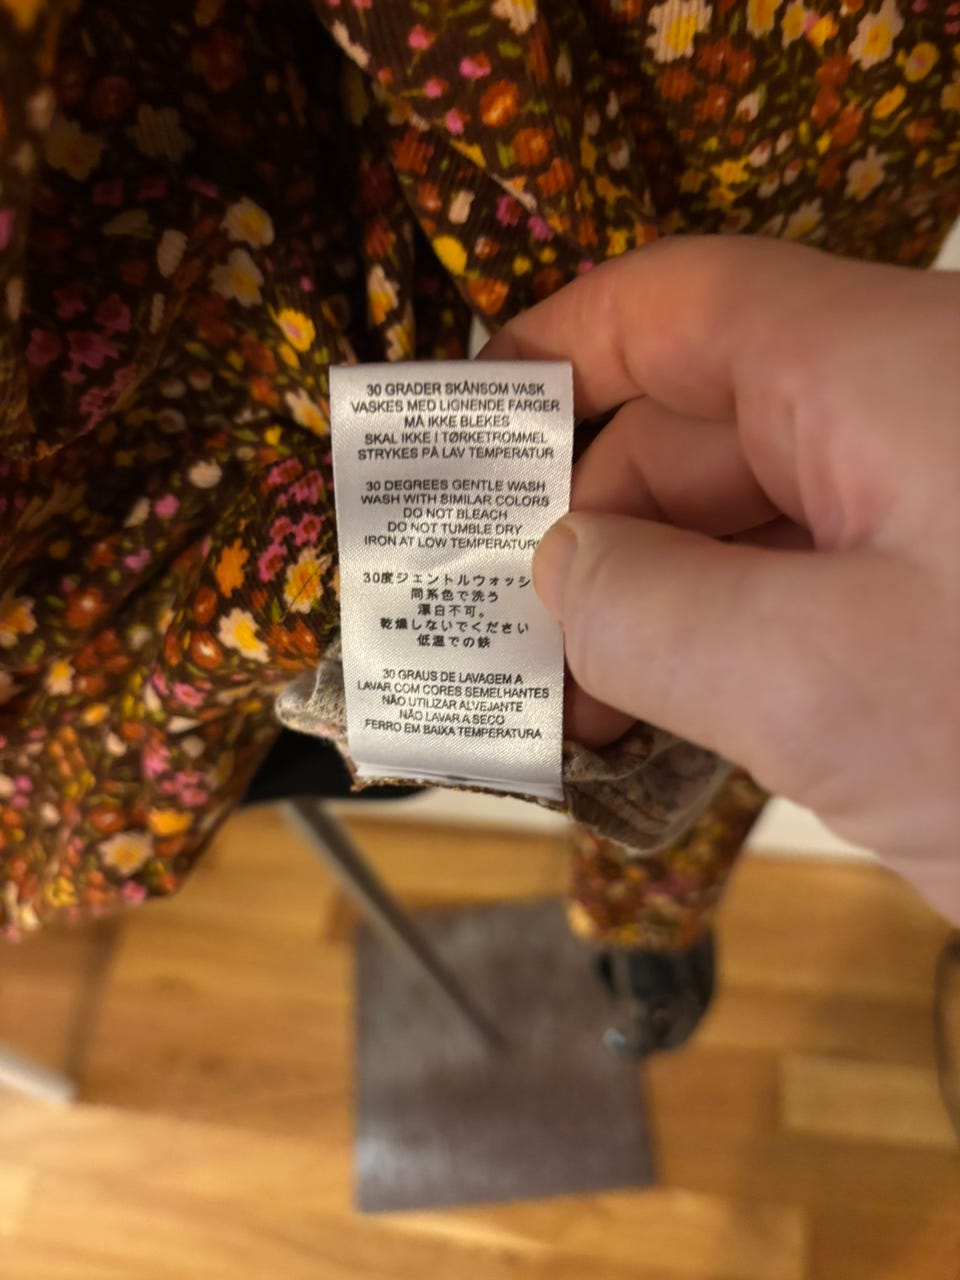 30 GRADER SKÅNSOM VASK
VASKES MED LIGNENDE FARGER
MÅ IKKE BLEKES
SKAL IKKE I TØRKETROMMEL
STRYKES PÅ LAV TEMPERATUR
30 DEGREES GENTLE WASH
WASH WITH SIMILAR COLORS
DO NOT BLEACH
DO NOT TUMBLE DRY
IRON AT LOW TEMPERATURE
30度ジェントルウォッシ
同系色で洗う
漂白不可。
乾燥しないでください
低温での鉄
30 GRAUS DE LAVAGEM A
LAVAR COM CORES SEMELHANTES
NÃO UTILIZAR ALVEJANTE
NÃO LAVAR A SECO
FERRO EM BAIXA TEMPERATURA